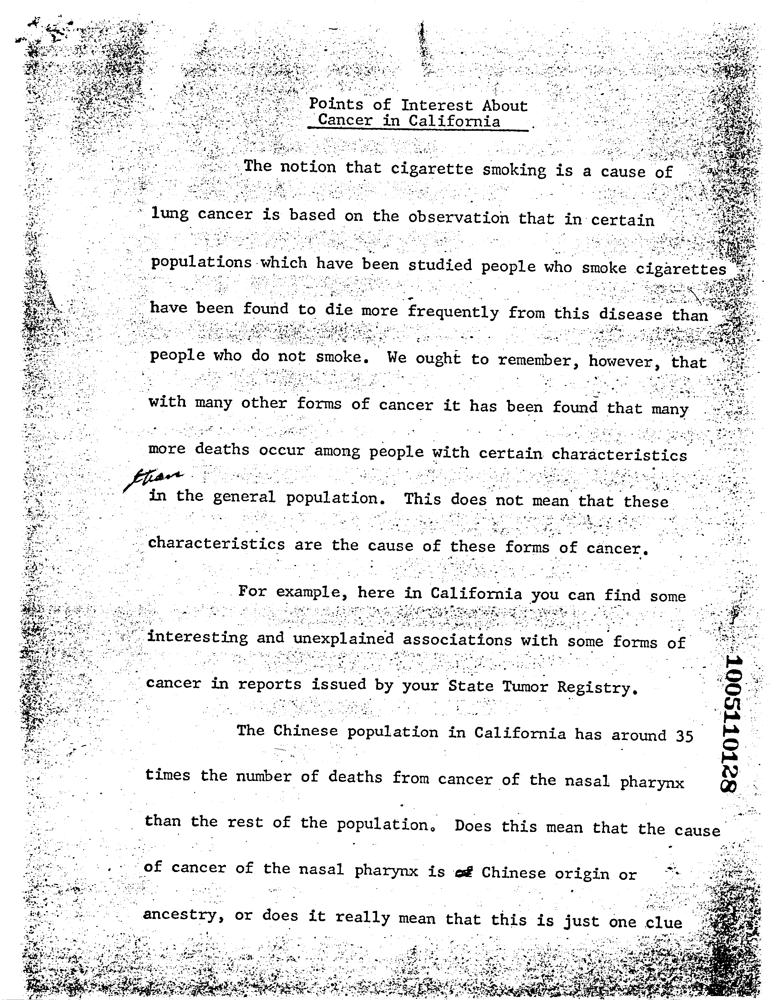 Points of Interest About
Cancer in California
The notion that cigarette smoking is a cause of
lung cancer is based on the observation that in certain
populations which have been studied people who smoke cigarettes
have been found to die more frequently from this disease than
people who do not smoke. We ought to remember, however, that
with many other forms of cancer it has been found that many
more deaths occur among people with certain characteristics
than
in the general population. This does not mean that these
characteristics are the cause of these forms of cancer.
For example, here in California you can find some
interesting and unexplained associations with some forms of
cancer in reports issued by your State Tumor Registry.
The Chinese population in California has around 35
times the number of deaths from cancer of the nasal pharynx
than the rest of the population. Does this mean that the cause
of cancer of the nasal pharynx is of Chinese origin or
ancestry, or does it really mean that this is just one clue
1005110128